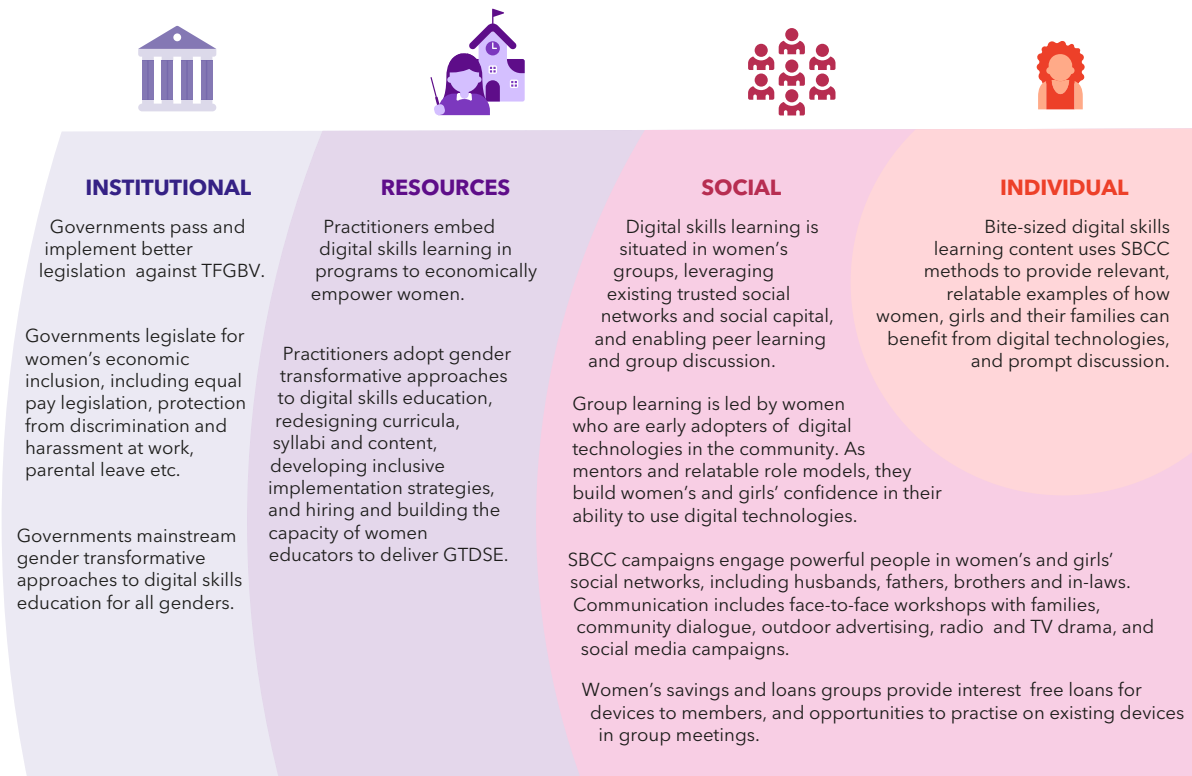 INSTITUTIONAL
Governments pass and
implement better
legislation against TFGBV.
Governments legislate for
women's economic
inclusion, including equal
pay legislation, protection
from discrimination and
harassment at work,
parental leave etc.
Governments mainstream
gender transformative
approaches to digital skills
education for all genders.
RESOURCES
Practitioners embed
digital skills learning in
programs to economically
empower women.
Practitioners adopt gender
transformative approaches
to digital skills education,
redesigning curricula,
syllabi and content,
developing inclusive
implementation strategies,
and hiring and building the
capacity of women
educators to deliver GTDSE.
SOCIAL
Digital skills learning is
situated in women's
groups, leveraging
existing trusted social
networks and social capital,
and enabling peer learning
and group discussion.
Group learning is led by women
who are early adopters of digital
technologies in the community. As
mentors and relatable role models, they
build women's and girls' confidence in their
ability to use digital technologies.
SBCC campaigns engage powerful people in women's and girls'
social networks, including husbands, fathers, brothers and in-laws.
Communication includes face-to-face workshops with families,
community dialogue, outdoor advertising, radio and TV drama, and
social media campaigns.
Women's savings and loans groups provide interest free loans for
devices to members, and opportunities to practise on existing devices
in group meetings.
INDIVIDUAL
Bite-sized digital skills
learning content uses SBCC
methods to provide relevant,
relatable examples of how
women, girls and their families can
benefit from digital technologies,
and prompt discussion.